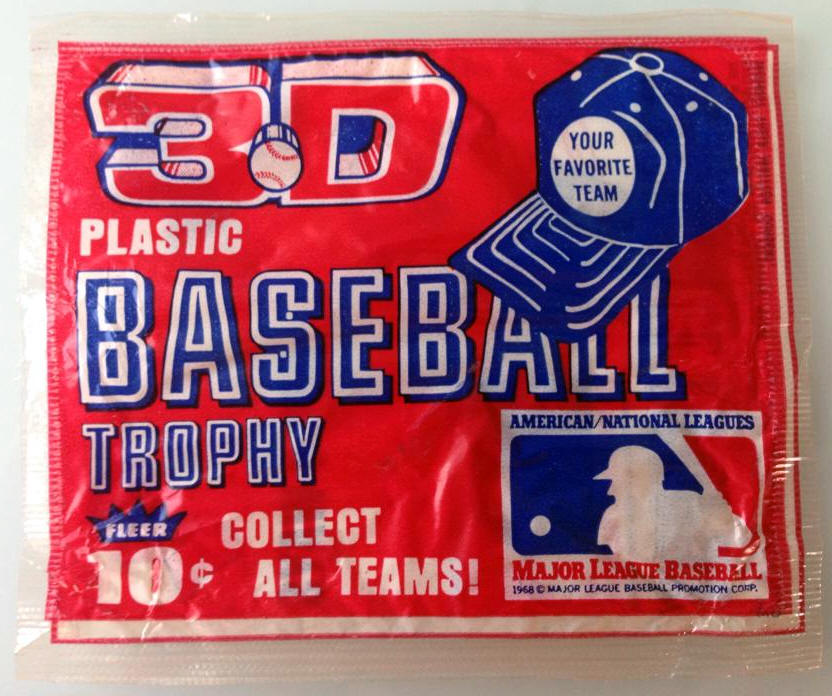 3-D
PLASTIC
BASEBALL
TROPHY
YOUR
FAVORITE
TEAM
FLEER
10¢
COLLECT
ALL TEAMS!
AMERICAN/NATIONAL LEAGUES
MAJOR LEAGUE BASEBALL
1968 © MAJOR LEAGUE BASEBALL PROMOTION CORP.